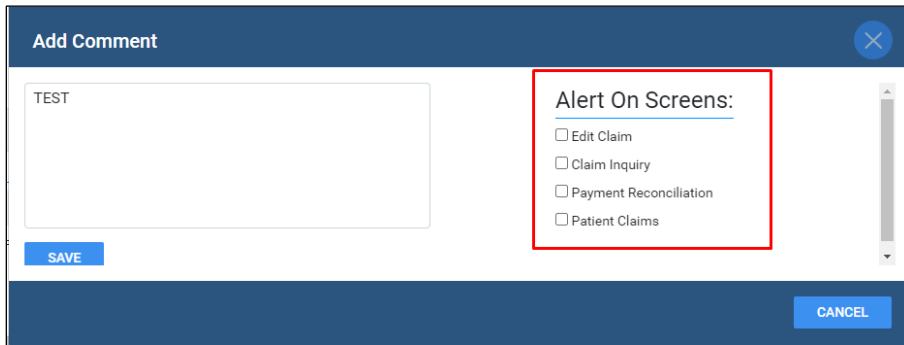 Add Comment
TEST
Alert On Screens:
Edit Claim
Claim Inquiry
Payment Reconciliation
Patient Claims
SAVE
CANCEL